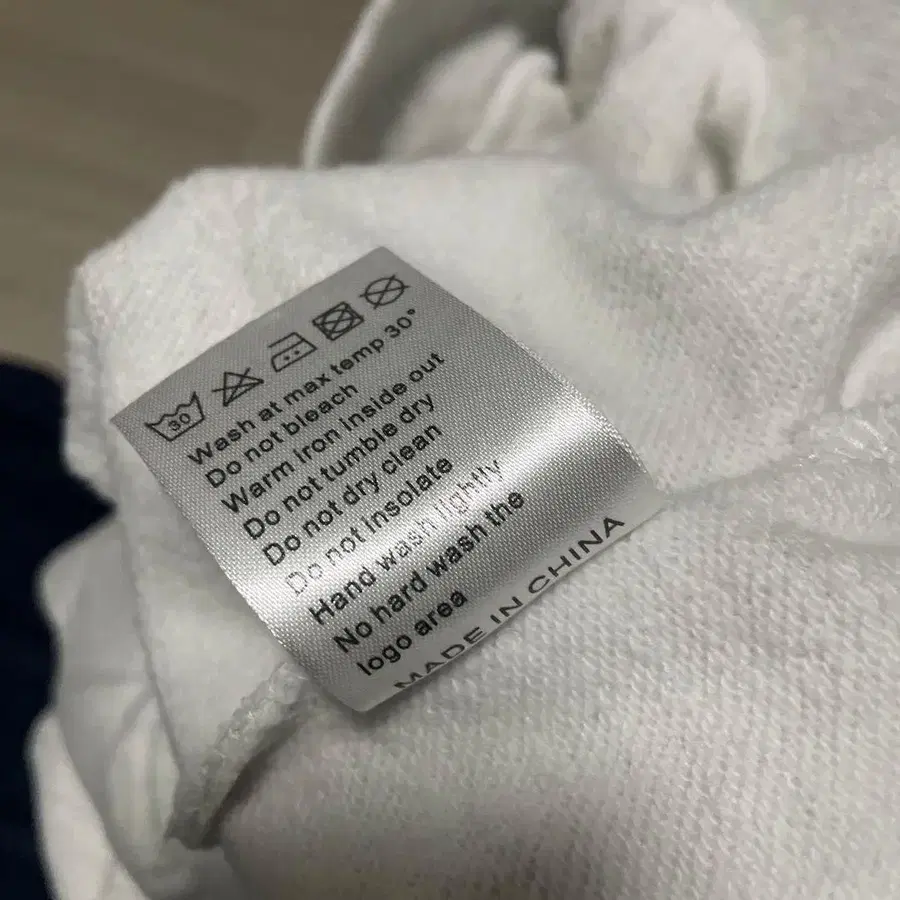 30
Wash at max temp 30°
Do not bleach
Warm iron inside out
Do not tumble dry
Do not dry clean
Do not insolate
Hand wash lightly
No hard wash the
logo area
MADE IN CHINA